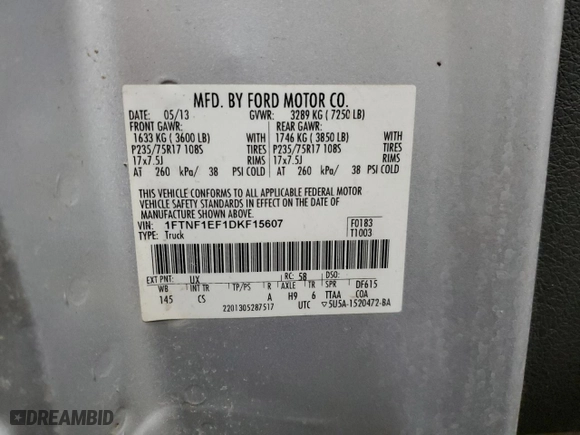 MFD. BY FORD MOTOR CO.
DATE: 05/13 GVWR: 3289 KG ( 7250 LB)
FRONT GAWR: REAR GAWR:
1633 KG ( 3600 LB) WITH 1746 KG ( 3850 LB) WITH
P235/75R17 108S TIRES P235/75R17 108S TIRES
17x7.5J RIMS 17x7.5J RIMS
AT 260 kPa/ 38 PSI COLD AT 260 kPa/ 38 PSI COLD
THIS VEHICLE CONFORMS TO ALL APPLICABLE FEDERAL MOTOR
VEHICLE SAFETY STANDARDS IN EFFECT ON THE DATE OF
MANUFACTURE SHOWN ABOVE.
VIN: 1FTNF1EF1DKF15607 F0183
TYPE: Truck T1003
EXT PNT: UX RC: 58 DSO:
WB INT TR TP/PS R AXLE TR SPR DF615
145 CS A H9 6 TTAA COA
2201305287517 UTC ▽5U5A-1520472-BA
DREAMBID